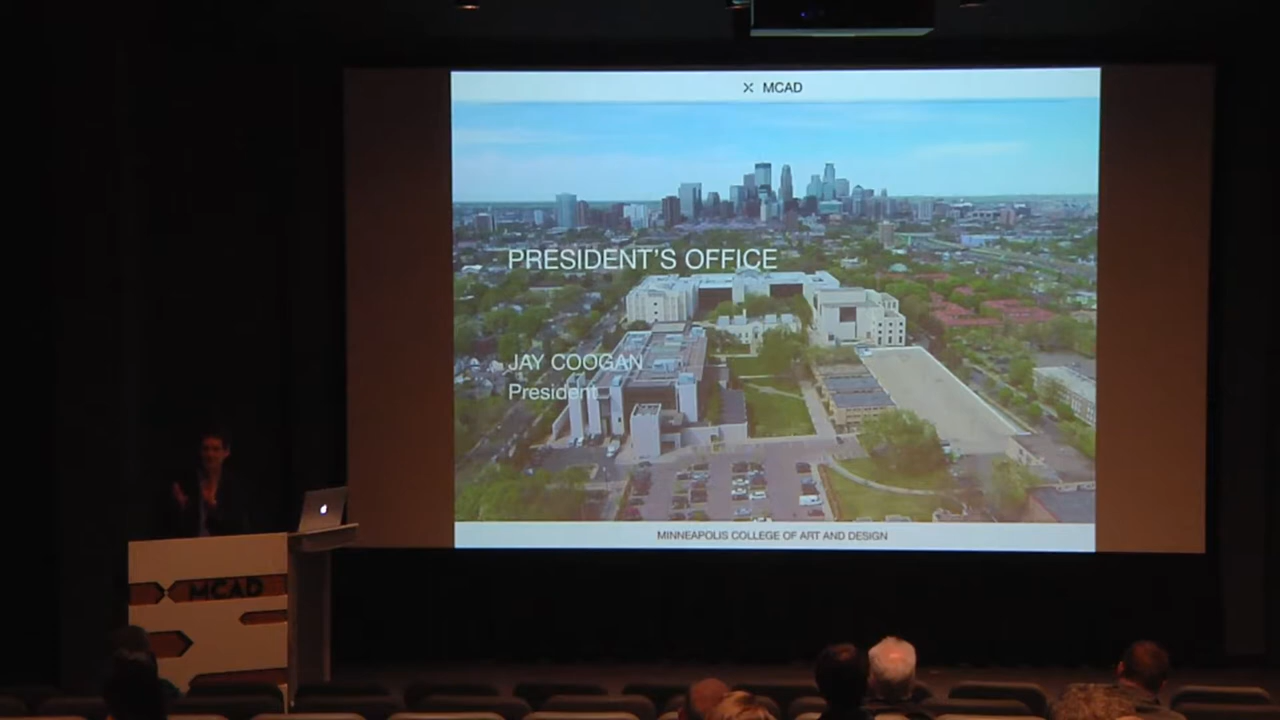 MCAD
PRESIDENT'S OFFICE
JAY COOGAN
President
MINNEAPOLIS COLLEGE OF ART AND DESIGN
MCAD